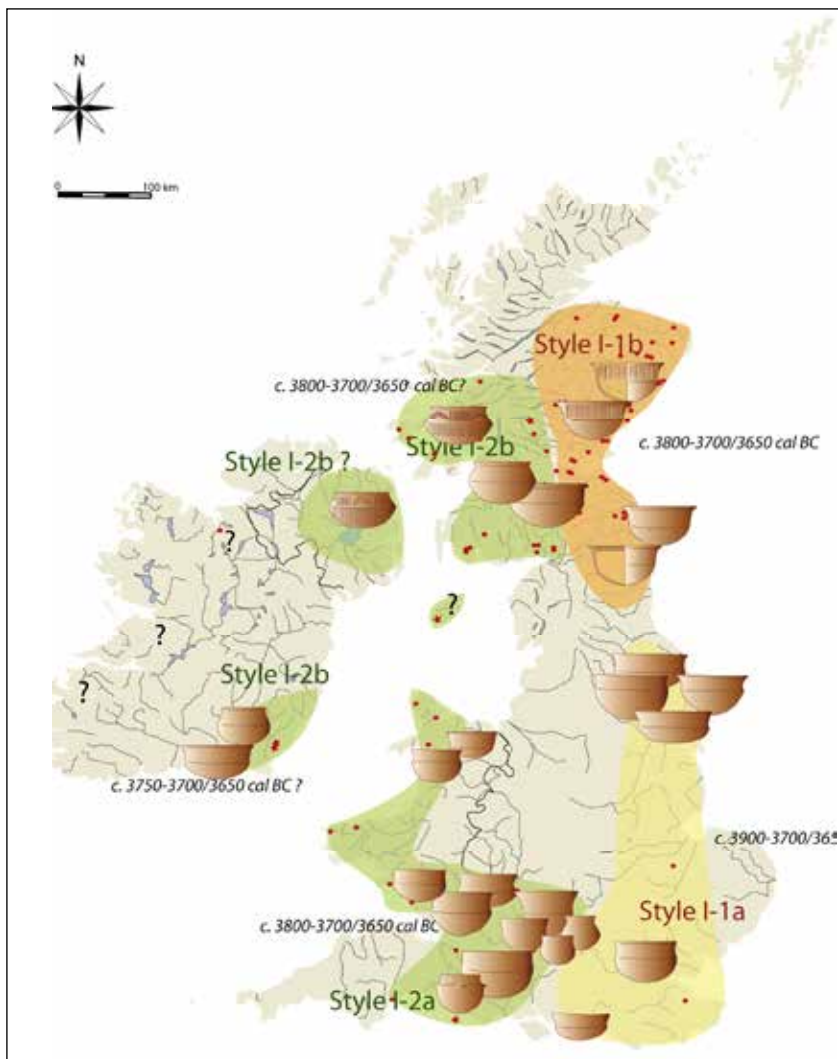 N
0
100 km
Style I-1b
c. 3800-3700/3650 cal BC?
Style I-2b
c. 3800-3700/3650 cal BC
Style I-2b ?
?
?
?
?
Style I-2b
c. 3750-3700/3650 cal BC ?
c. 3900-3700/365
Style I-1a
c. 3800-3700/3650 cal BC
Style I-2a